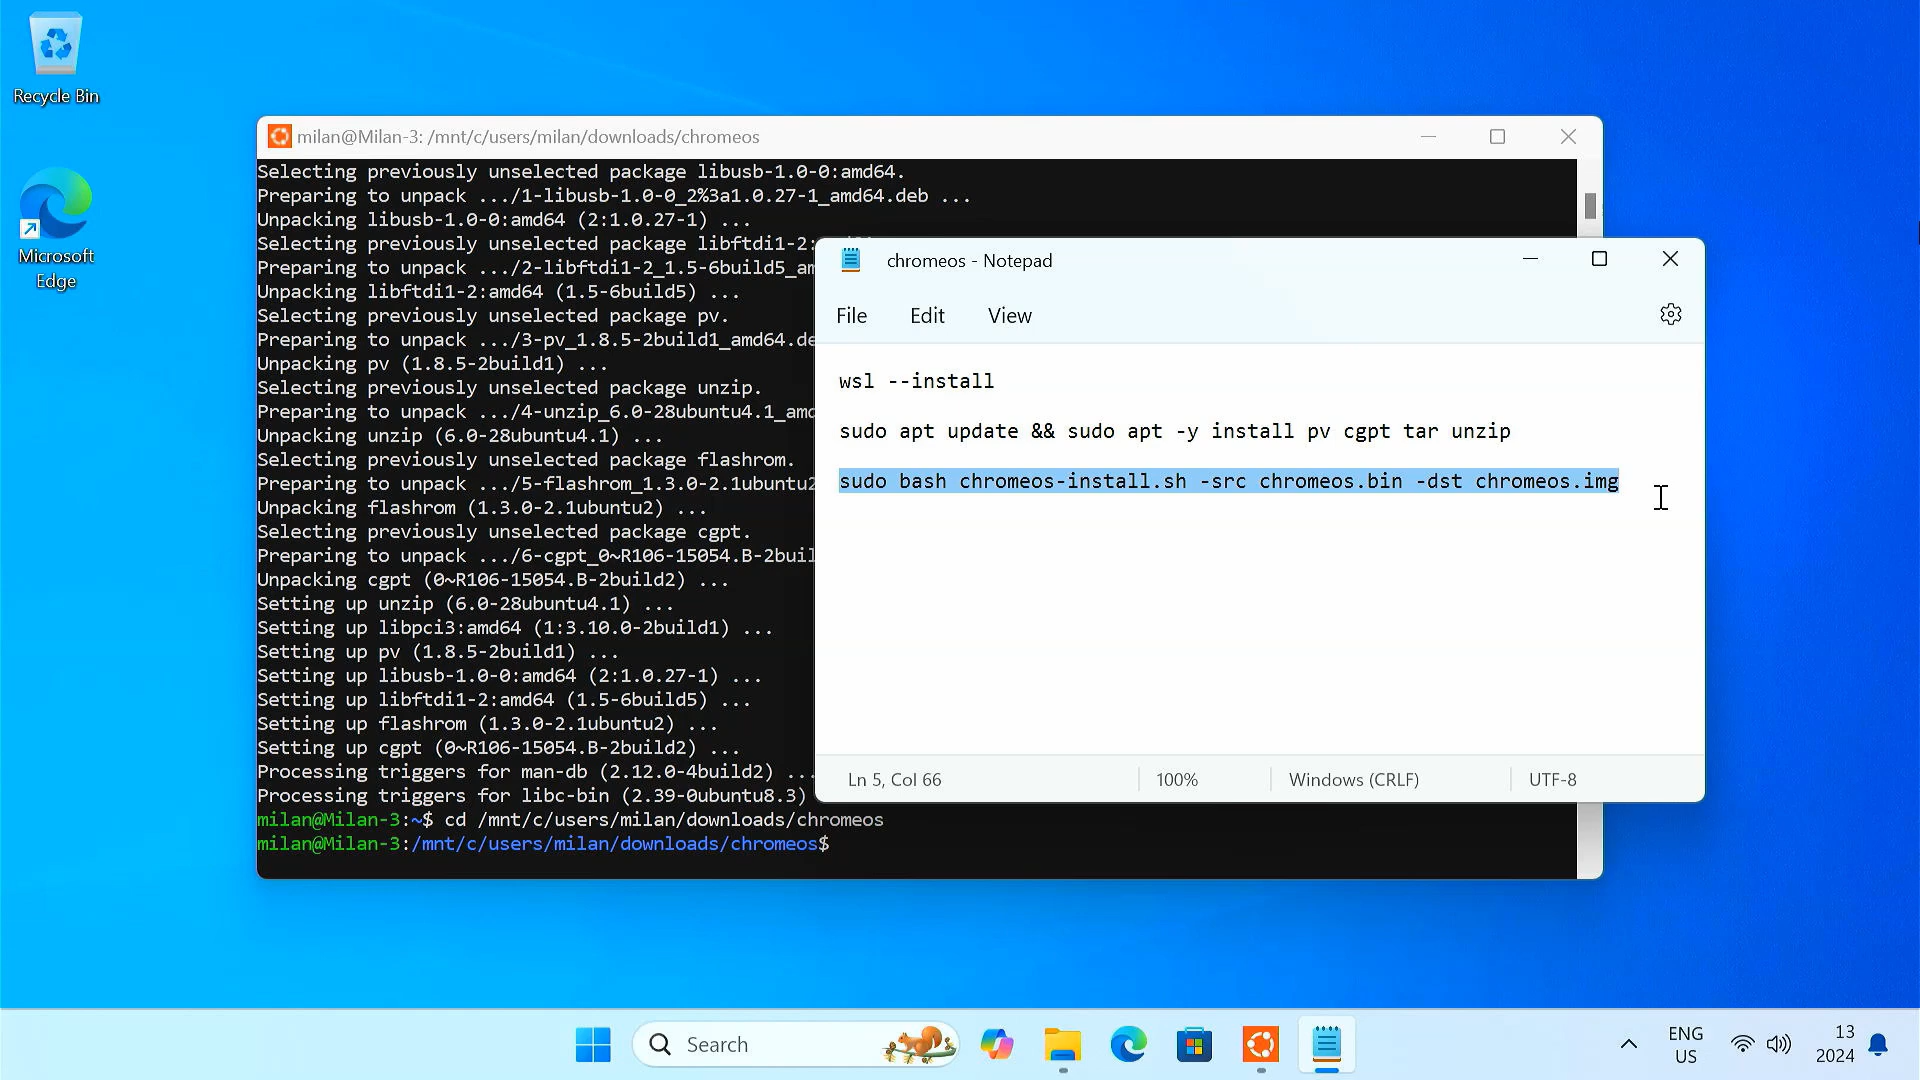 Recycle Bin
Microsoft
Edge
milan@Milan-3: /mnt/c/users/milan/downloads/chromeos
Selecting previously unselected package libusb-1.0-0:amd64.
Preparing to unpack .../1-libusb-1.0-0_2%3a1.0.27-1_amd64.deb ...
Unpacking libusb-1.0-0:amd64 (2:1.0.27-1) ...
Selecting previously unselected package libftdi1-2:
Preparing to unpack .../2-libftdi1-2_1.5-6build5_am
Unpacking libftdi1-2:amd64 (1.5-6build5) ...
Selecting previously unselected package pv.
Preparing to unpack .../3-pv_1.8.5-2build1_amd64.de
Unpacking pv (1.8.5-2build1) ...
Selecting previously unselected package unzip.
Preparing to unpack .../4-unzip_6.0-28ubuntu4.1_amd
Unpacking unzip (6.0-28ubuntu4.1) ...
Selecting previously unselected package flashrom.
Preparing to unpack .../5-flashrom_1.3.0-2.1ubuntu2
Unpacking flashrom (1.3.0-2.1ubuntu2) ...
Selecting previously unselected package cgpt.
Preparing to unpack .../6-cgpt_0~R106-15054.B-2buil
Unpacking cgpt (0~R106-15054.B-2build2) ...
Setting up unzip (6.0-28ubuntu4.1) ...
Setting up libpci3:amd64 (1:3.10.0-2build1) ...
Setting up pv (1.8.5-2build1) ...
Setting up libusb-1.0-0:amd64 (2:1.0.27-1) ...
Setting up libftdi1-2:amd64 (1.5-6build5) ...
Setting up flashrom (1.3.0-2.1ubuntu2) ...
Setting up cgpt (0~R106-15054.B-2build2) ...
Processing triggers for man-db (2.12.0-4build2) ...
Processing triggers for libc-bin (2.39-0ubuntu8.3)
milan@Milan-3:~$ cd /mnt/c/users/milan/downloads/chromeos
milan@Milan-3:/mnt/c/users/milan/downloads/chromeos$
chromeos - Notepad
File Edit View
wsl --install
sudo apt update && sudo apt -y install pv cgpt tar unzip
sudo bash chromeos-install.sh -src chromeos.bin -dst chromeos.img
Ln 5, Col 66 100% Windows (CRLF) UTF-8
Search
ENG
US
13
2024